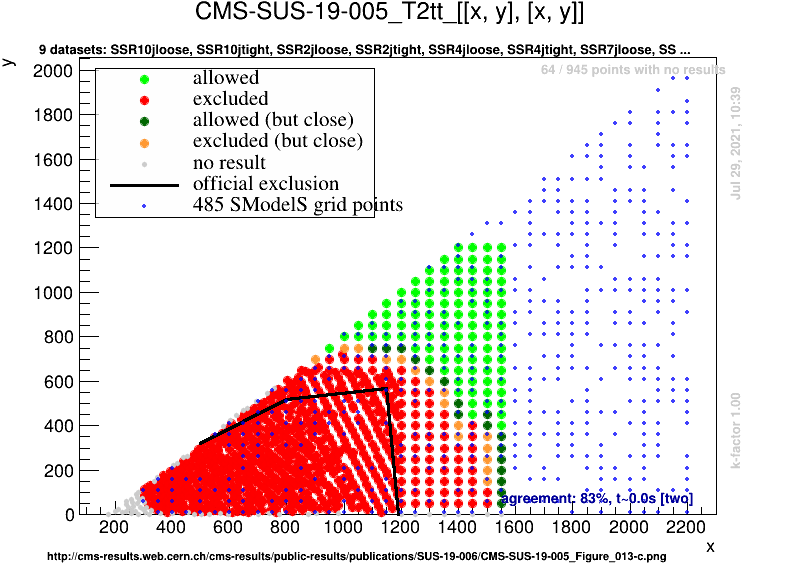 CMS-SUS-19-005_T2tt_[[x, y], [x, y]]
9 datasets: SSR10jloose, SSR10jtight, SSR2jloose, SSR2jtight, SSR4jloose, SSR4jtight, SSR7jloose, SS ...
y
64 / 945 points with no results
allowed
excluded
allowed (but close)
excluded (but close)
no result
official exclusion
485 SModelS grid points
Jul 29, 2021, 10:39
k-factor 1.00
2000
1800
1600
1400
1200
1000
800
600
400
200
0
agreement: 83%, t~0.0s [two]
200 400 600 800 1000 1200 1400 1600 1800 2000 2200
x
http://cms-results.web.cern.ch/cms-results/public-results/publications/SUS-19-006/CMS-SUS-19-005_Figure_013-c.png